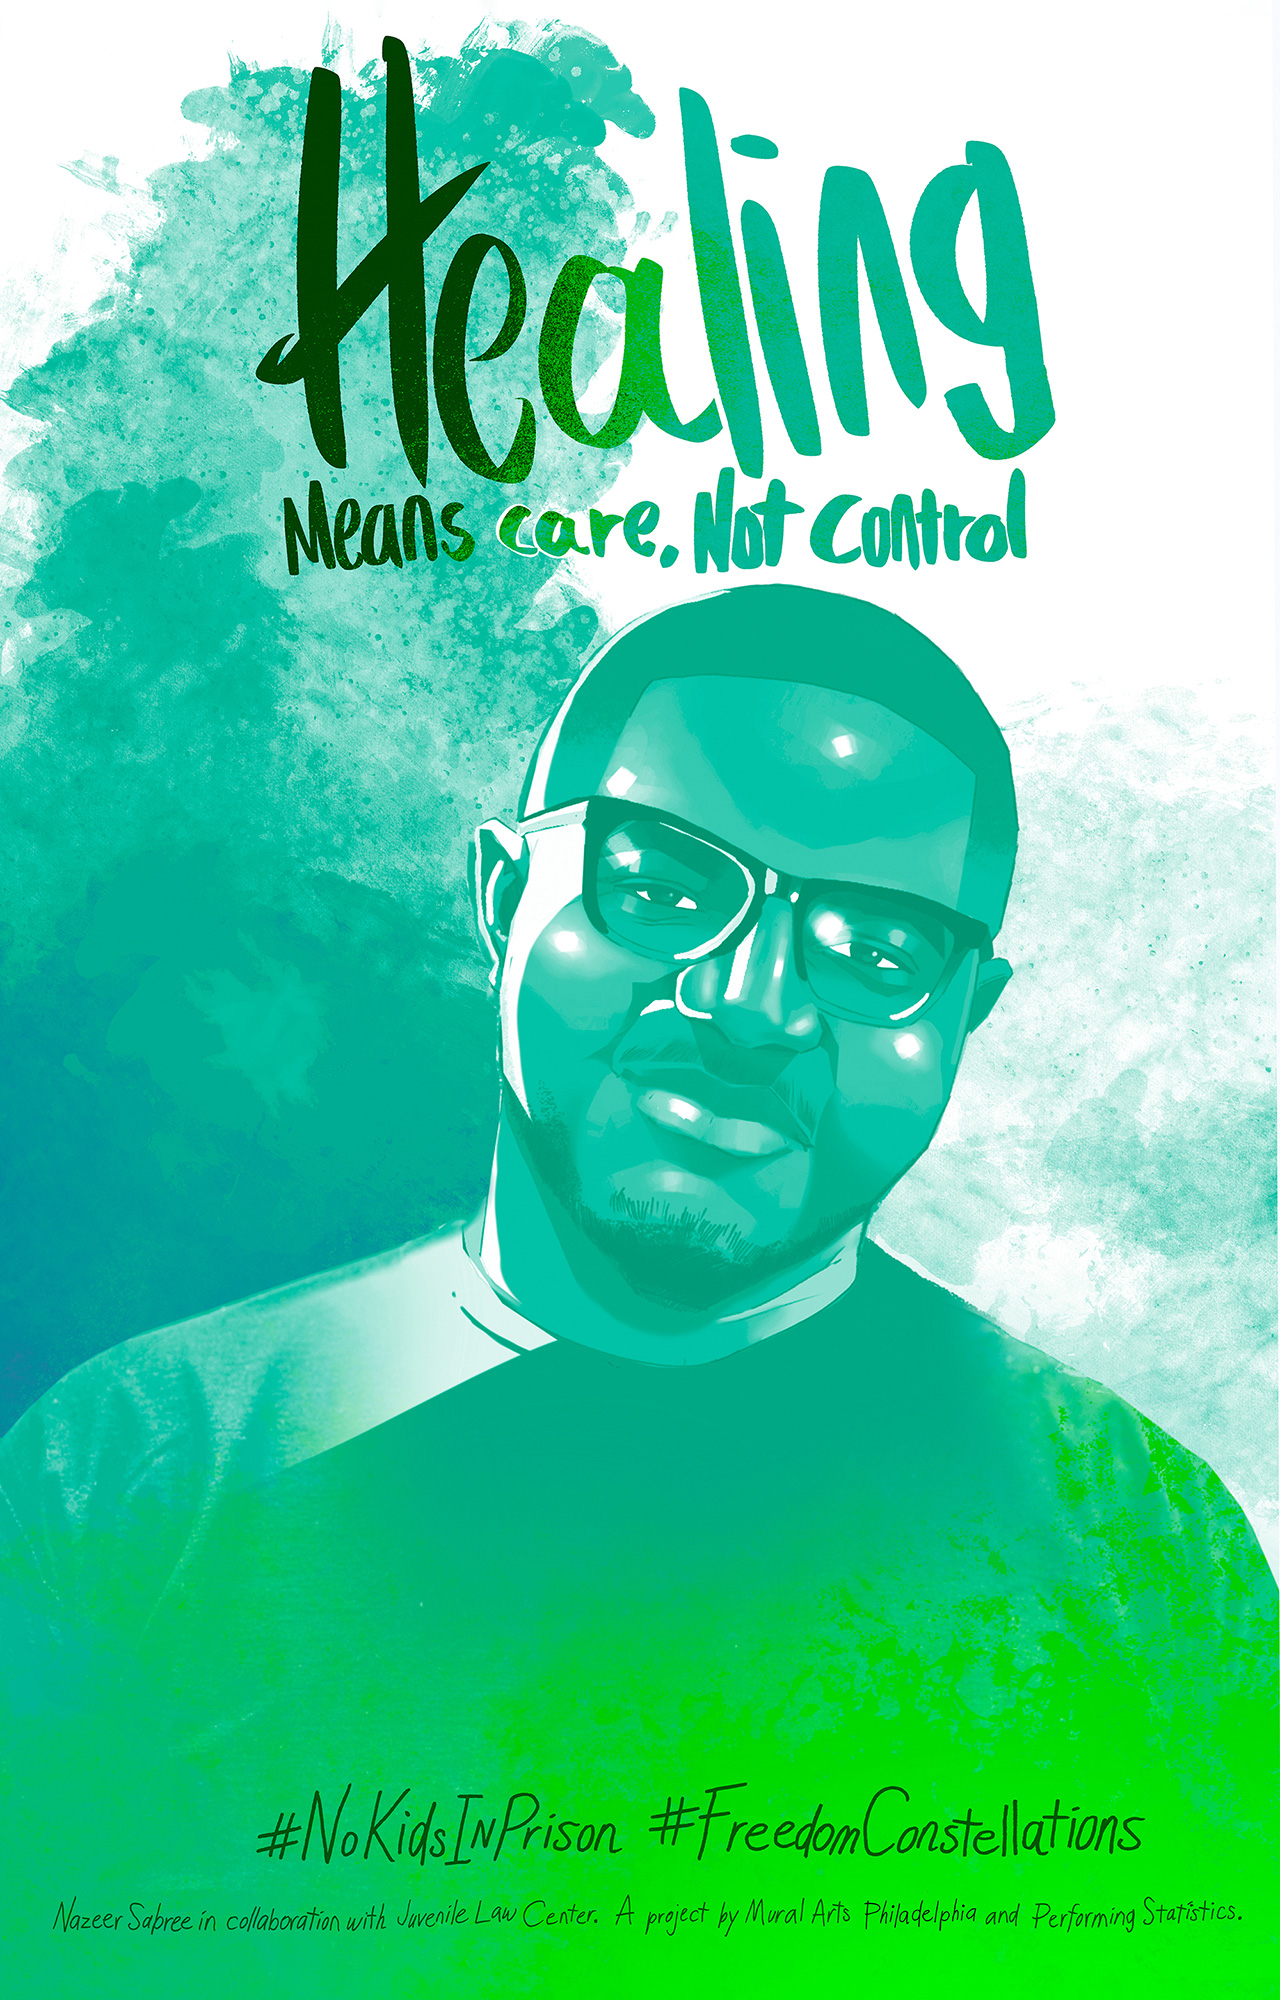 Healing
Means care, Not Control
#NoKidsInPrison #FreedomConstellations
Nazeer Sabree in collaboration with Juvenile Law Center. A project by Mural Arts Philadelphia and Performing Statistics.